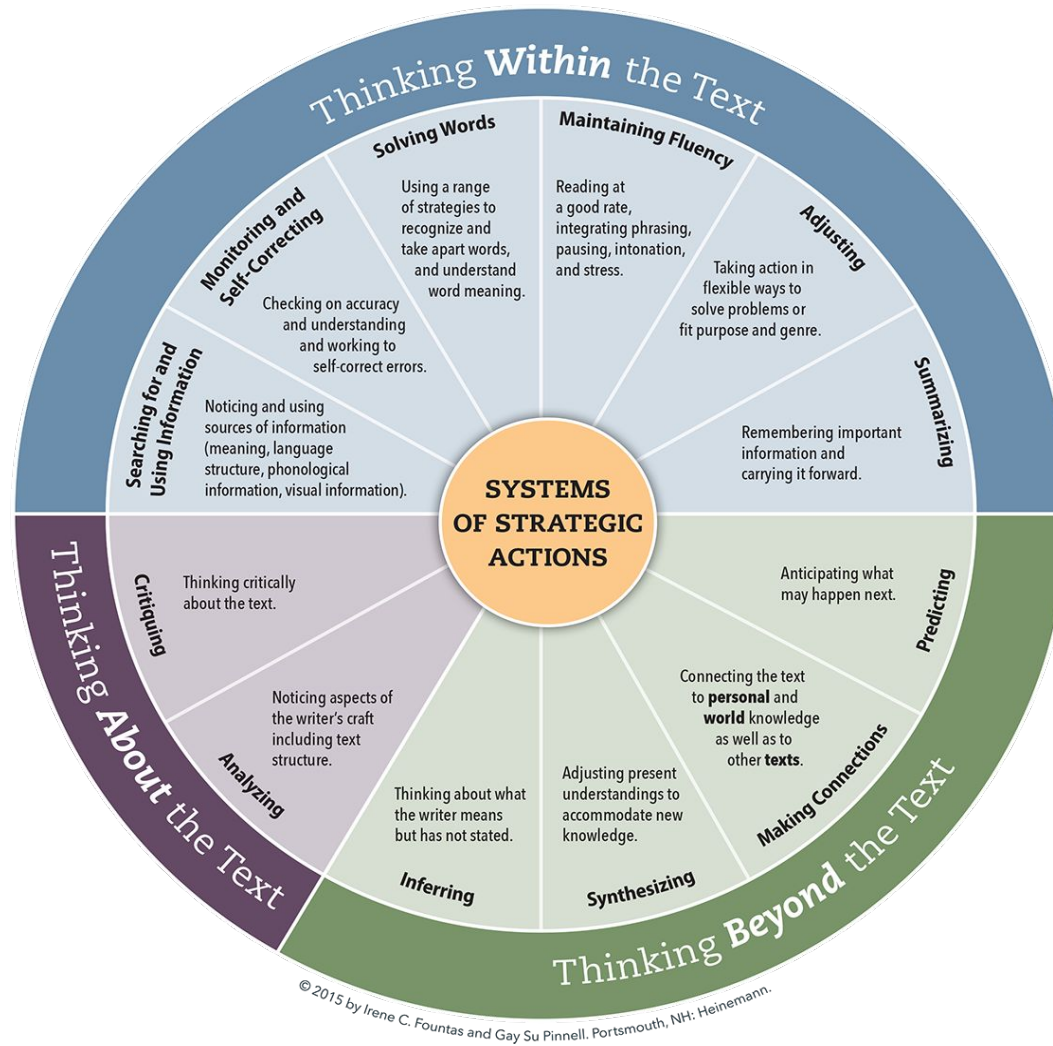 Thinking Within the Text
Searching for and
Using Information
Noticing and using
sources of information
(meaning, language
structure, phonological
information, visual information).
Monitoring and
Self-Correcting
Checking on accuracy
and understanding
and working to
self-correct errors.
Solving Words
Using a range
of strategies to
recognize and
take apart words,
and understand
word meaning.
Maintaining Fluency
Reading at
a good rate,
integrating phrasing,
pausing, intonation,
and stress.
Adjusting
Taking action in
flexible ways to
solve problems or
fit purpose and genre.
Summarizing
Remembering important
information and
carrying it forward.
SYSTEMS
OF STRATEGIC
ACTIONS
Thinking Beyond the Text
Predicting
Anticipating what
may happen next.
Making Connections
Connecting the text
to personal and
world knowledge
as well as to
other texts.
Synthesizing
Adjusting present
understandings to
accommodate new
knowledge.
Inferring
Thinking about what
the writer means
but has not stated.
Thinking About the Text
Analyzing
Noticing aspects of
the writer's craft
including text
structure.
Critiquing
Thinking critically
about the text.
© 2015 by Irene C. Fountas and Gay Su Pinnell. Portsmouth, NH: Heinemann.